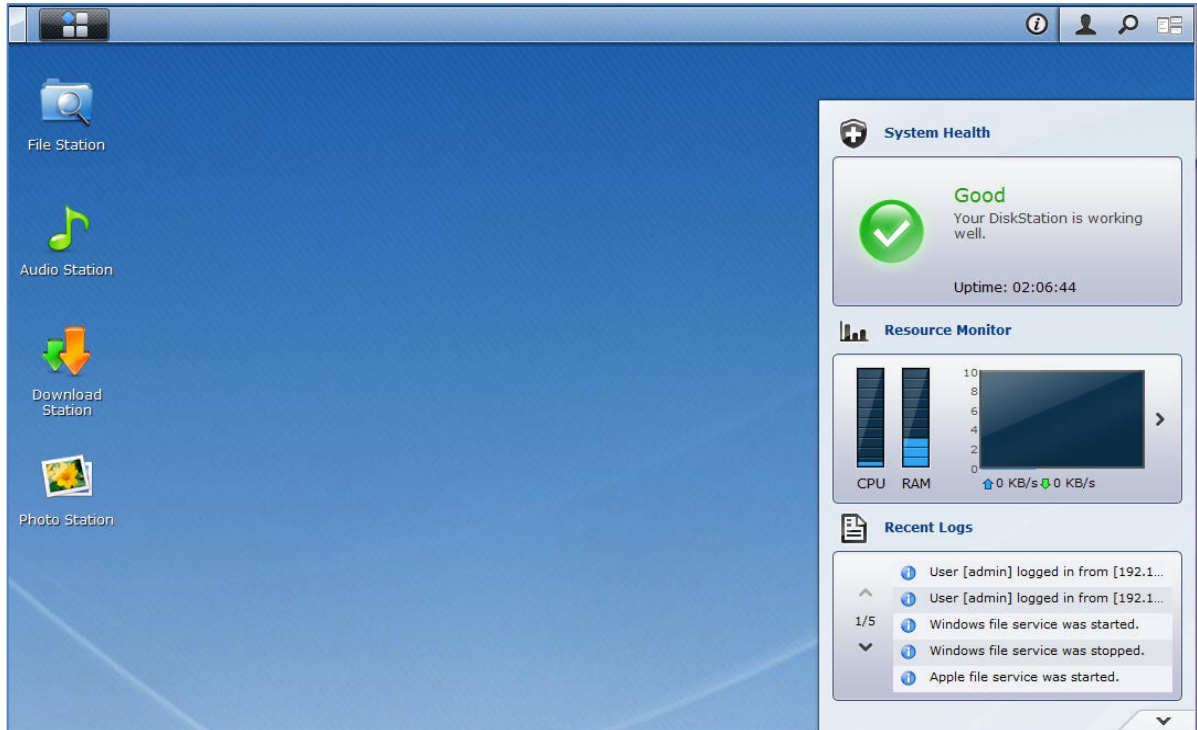 File Station
Audio Station
Download
Station
Photo Station
System Health
Good
Your DiskStation is working
well.
Uptime: 02:06:44
Resource Monitor
10
8
6
4
2
0
CPU RAM
0 KB/s 0 KB/s
Recent Logs
User [admin] logged in from [192.1...
User [admin] logged in from [192.1...
1/5
Windows file service was started.
Windows file service was stopped.
Apple file service was started.